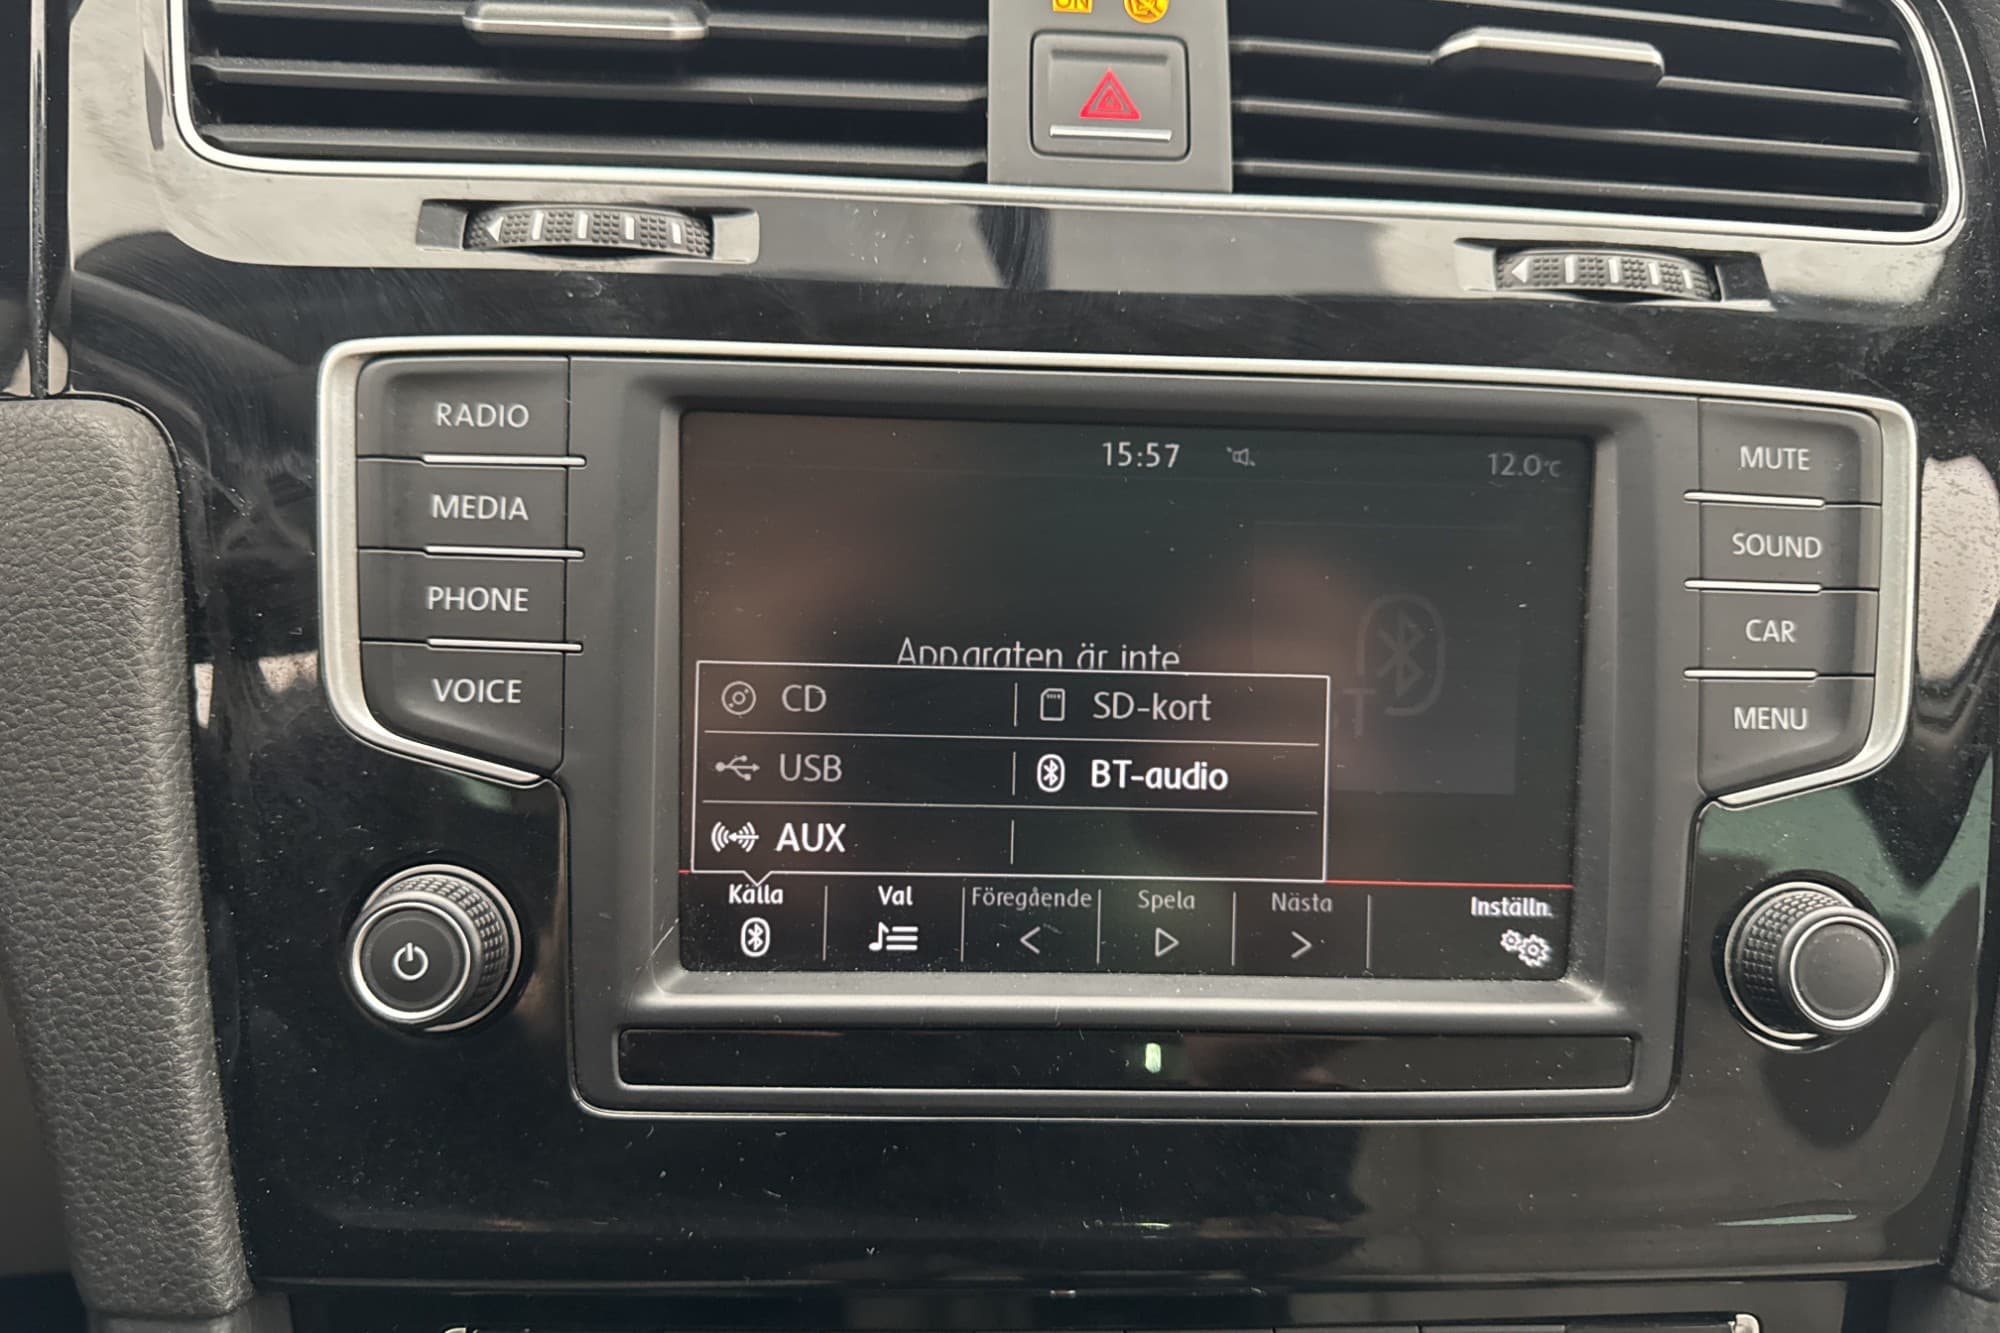 ON
RADIO
MEDIA
PHONE
VOICE
MUTE
SOUND
CAR
MENU
15:57
12.0°C
Apparaten är inte
CD
SD-kort
USB
BT-audio
AUX
Källa
Val
Föregående
Spela
Nästa
Inställn.